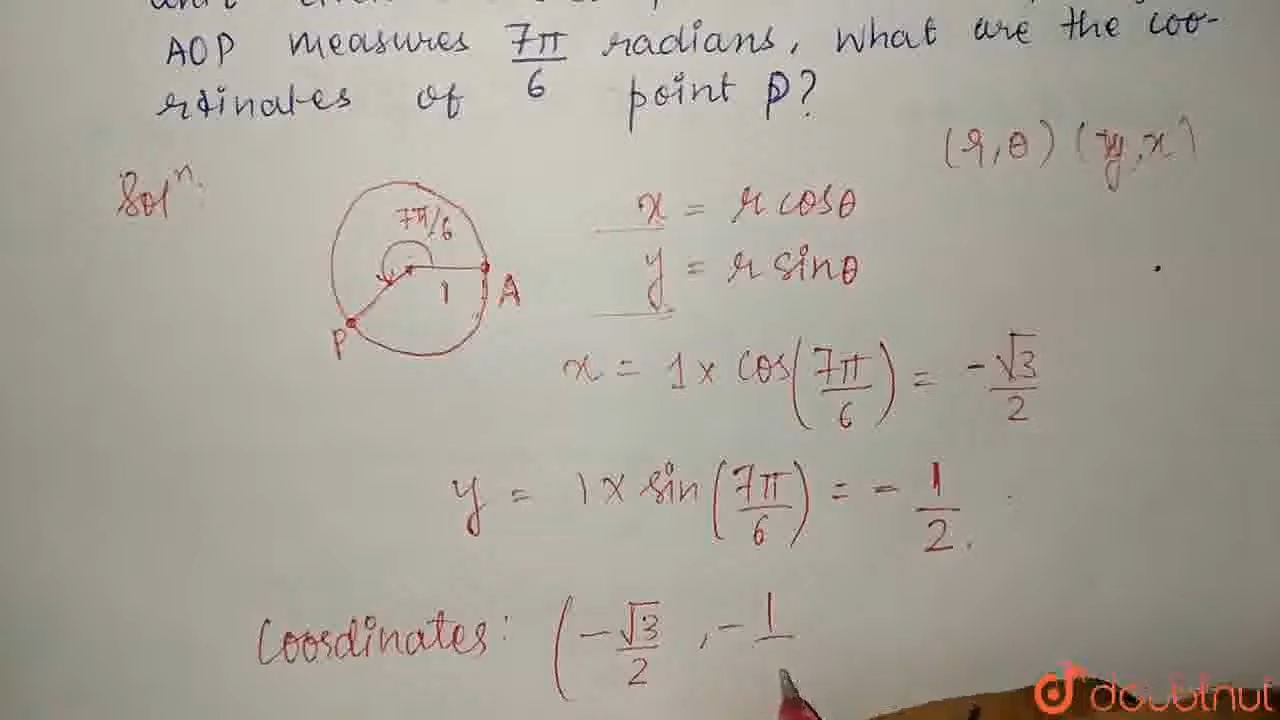 AOP measures 7π/6 radians, what are the coo-
rdinates of point P?
(r,θ) (y,x)
Solⁿ.
7π/6
1
A
P
x = r cosθ
y = r sinθ
x = 1 × cos(7π/6) = -√3/2
y = 1 × sin(7π/6) = - 1/2.
Coordinates: (-√3/2, - 1
doubtnut